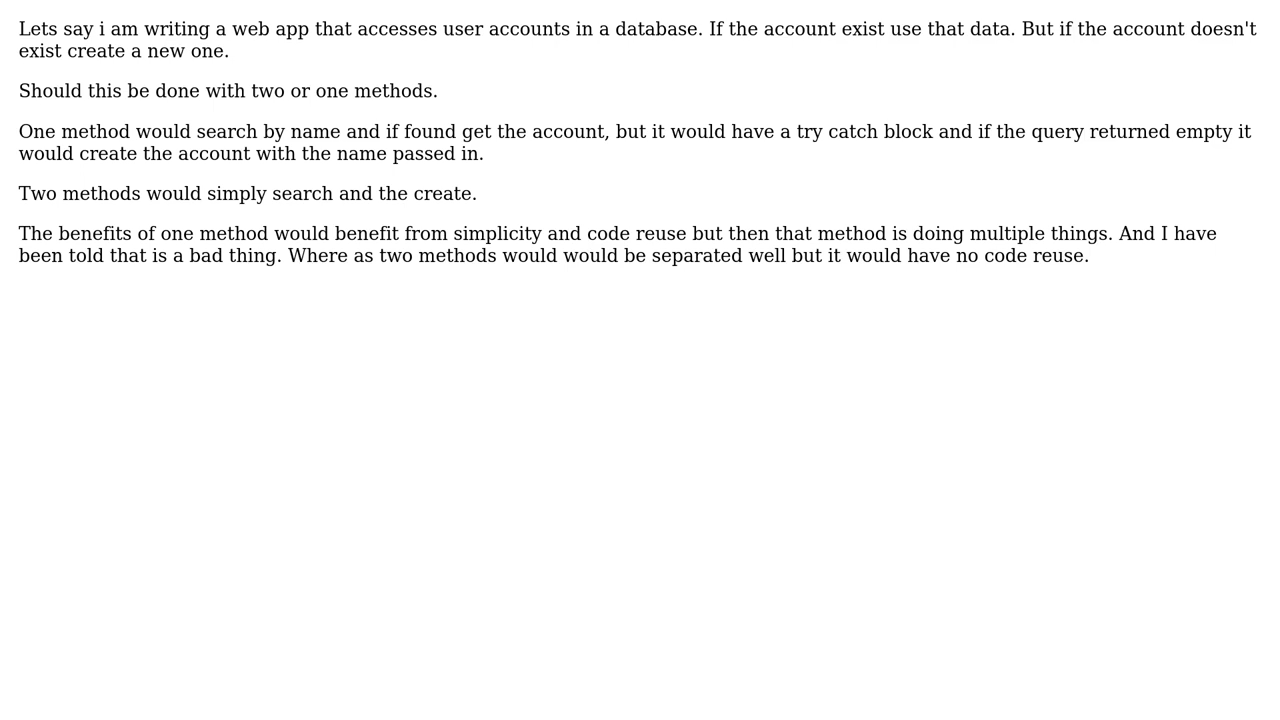 Lets say i am writing a web app that accesses user accounts in a database. If the account exist use that data. But if the account doesn't
exist create a new one.
Should this be done with two or one methods.
One method would search by name and if found get the account, but it would have a try catch block and if the query returned empty it
would create the account with the name passed in.
Two methods would simply search and the create.
The benefits of one method would benefit from simplicity and code reuse but then that method is doing multiple things. And I have
been told that is a bad thing. Where as two methods would would be separated well but it would have no code reuse.